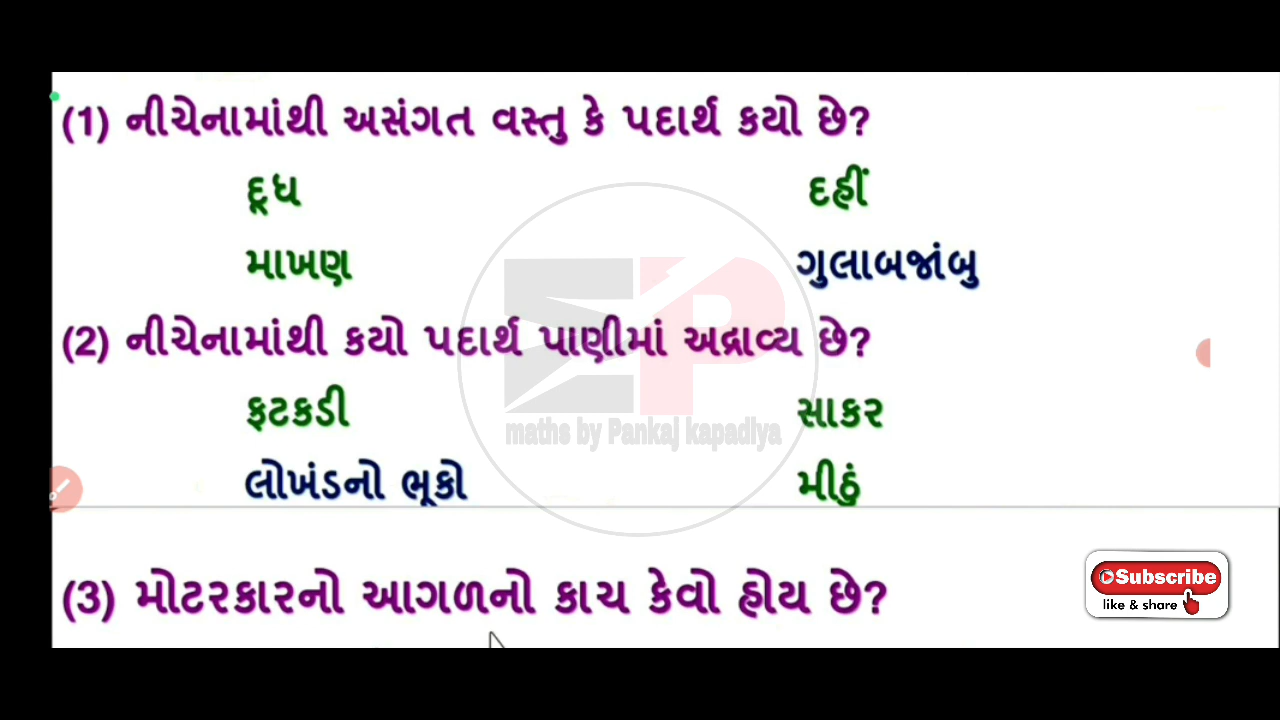 (1) નીચેનામાંથી અસંગત વસ્તુ કે પદાર્થ કયો છે?
દૂધ દહીં
માખણ ગુલાબજાંબુ
(2) નીચેનામાંથી કયો પદાર્થ પાણીમાં અદ્રાવ્ય છે?
ફટકડી સાકર
maths by Pankaj kapadiya
લોખંડનો ભૂકો મીઠું
(3) મોટરકારનો આગળનો કાચ કેવો હોય છે?
Subscribe
like & share